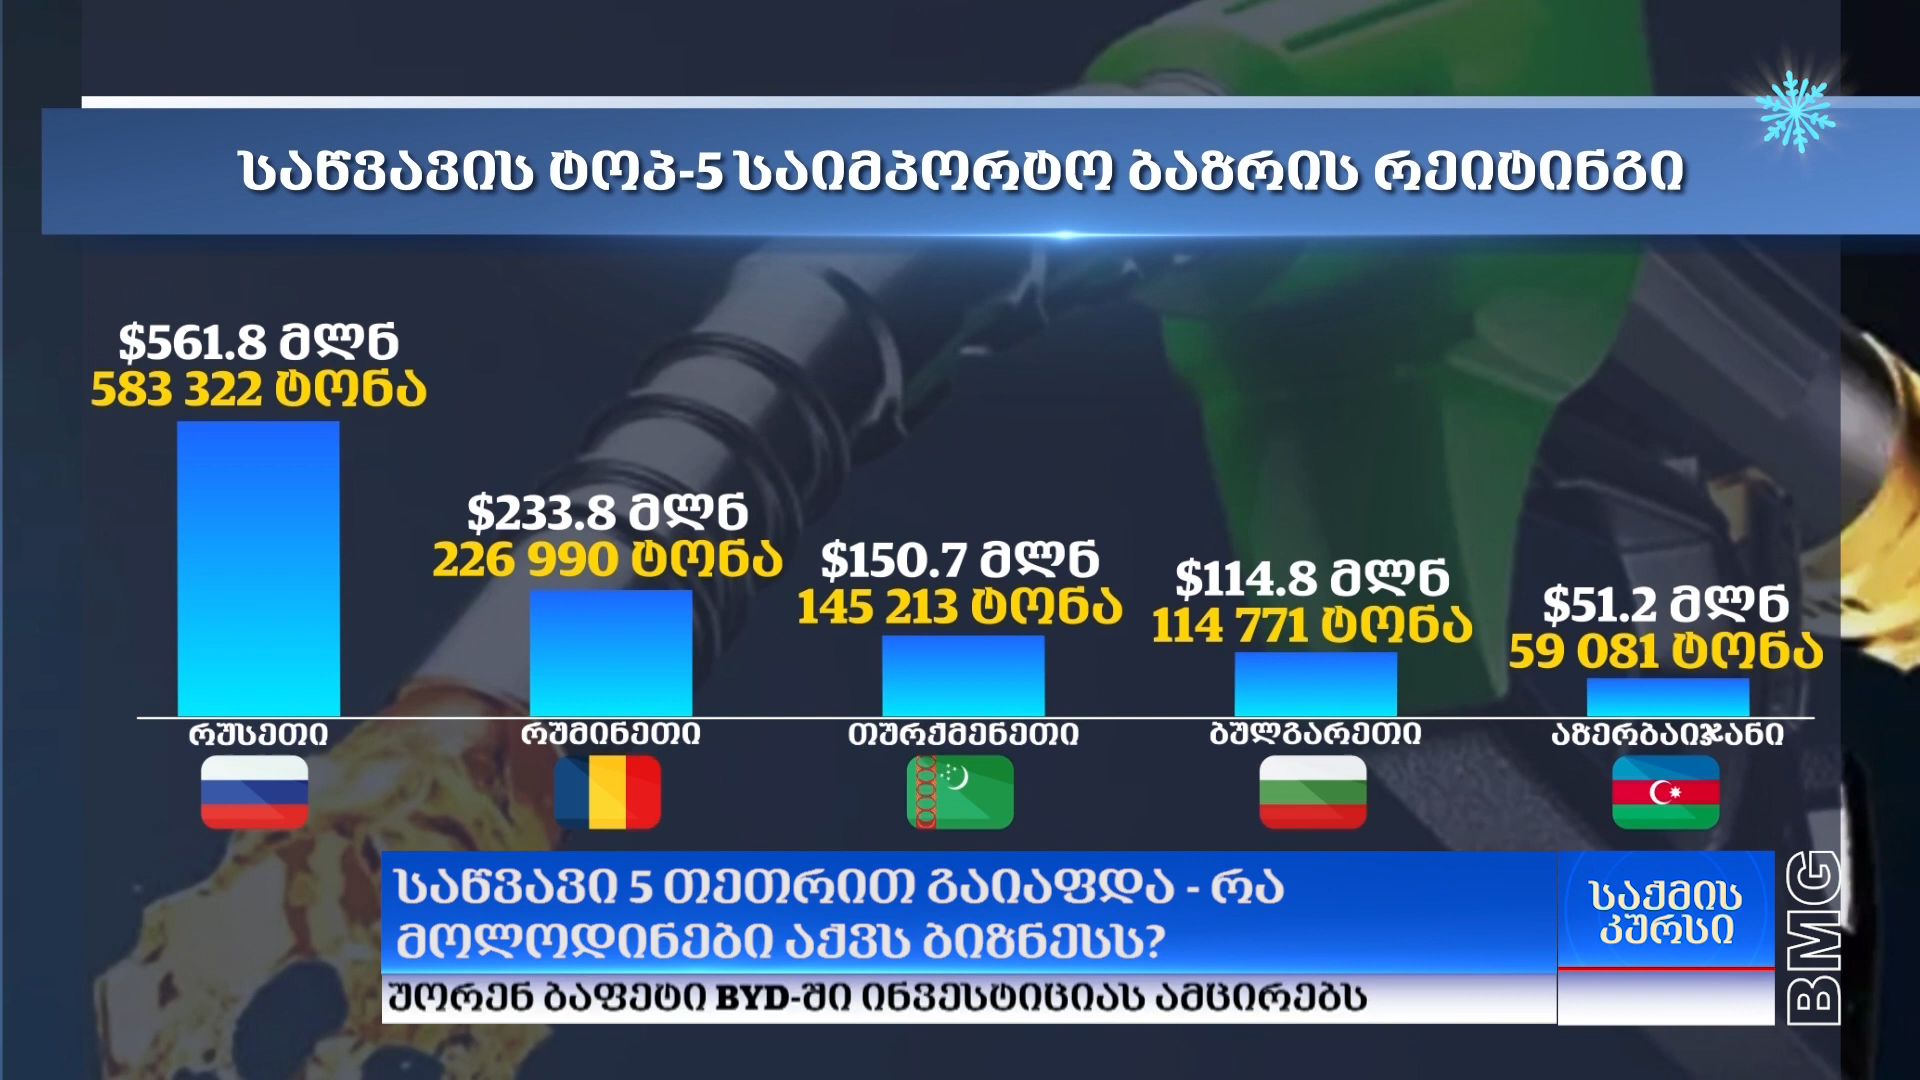 საწვავის ტოპ-5 საიმპორტო ბაზრის რეიტინგი
$561.8 მლნ
583 322 ტონა
$233.8 მლნ
226 990 ტონა
$150.7 მლნ
145 213 ტონა
$114.8 მლნ
114 771 ტონა
$51.2 მლნ
59 081 ტონა
რუსეთი
რუმინეთი
თურქმენეთი
ბულგარეთი
აზერბაიჯანი
საწვავი 5 თეთრით გაიაფდა - რა
მოლოდინები აქვს ბიზნესს?
უორენ ბაფეტი BYD-ში ინვესტიციას ამცირებს
საქმის
კურსი
BMG